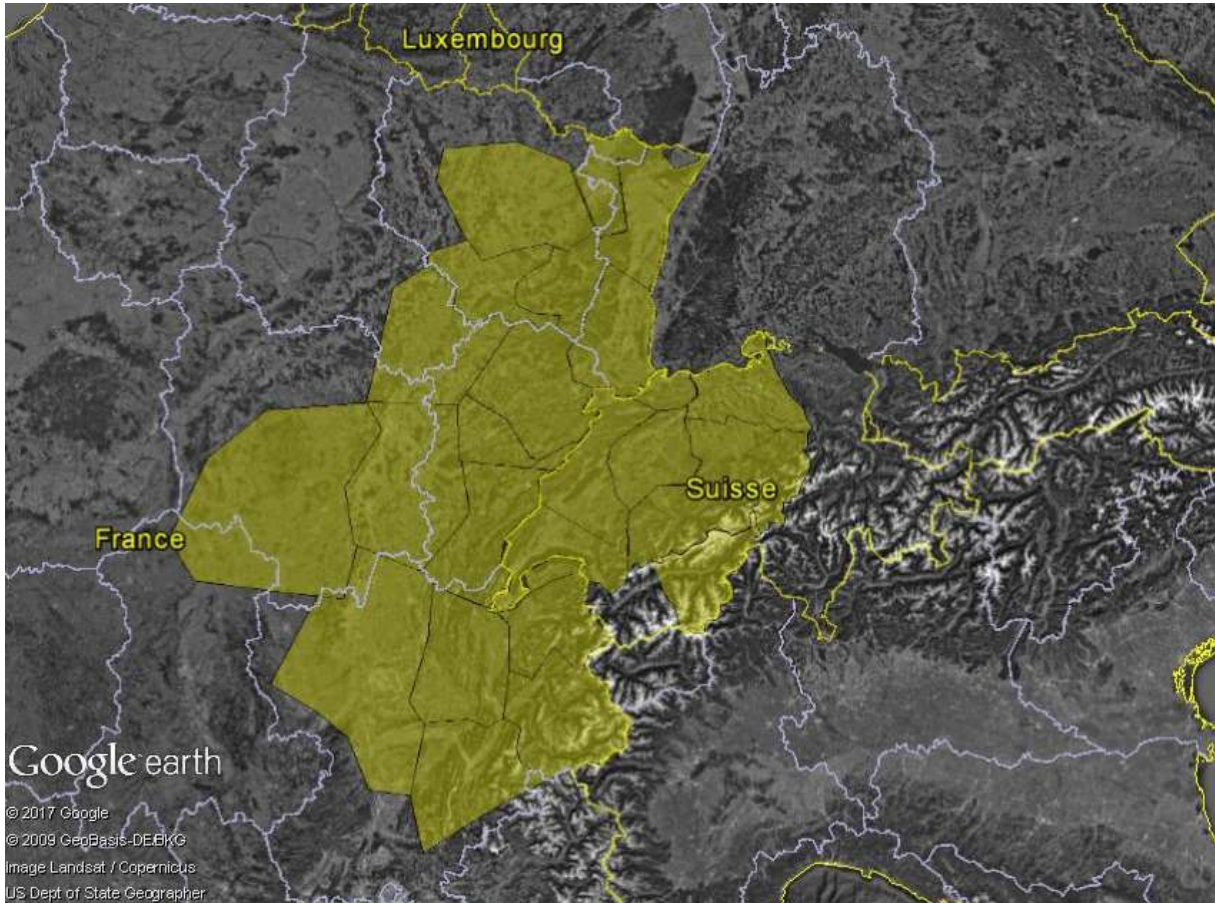 Luxembourg
Suisse
France
Google earth
© 2017 Google
© 2009 GeoBasis-DE/BKG
Image Landsat / Copernicus
US Dept of State Geographer